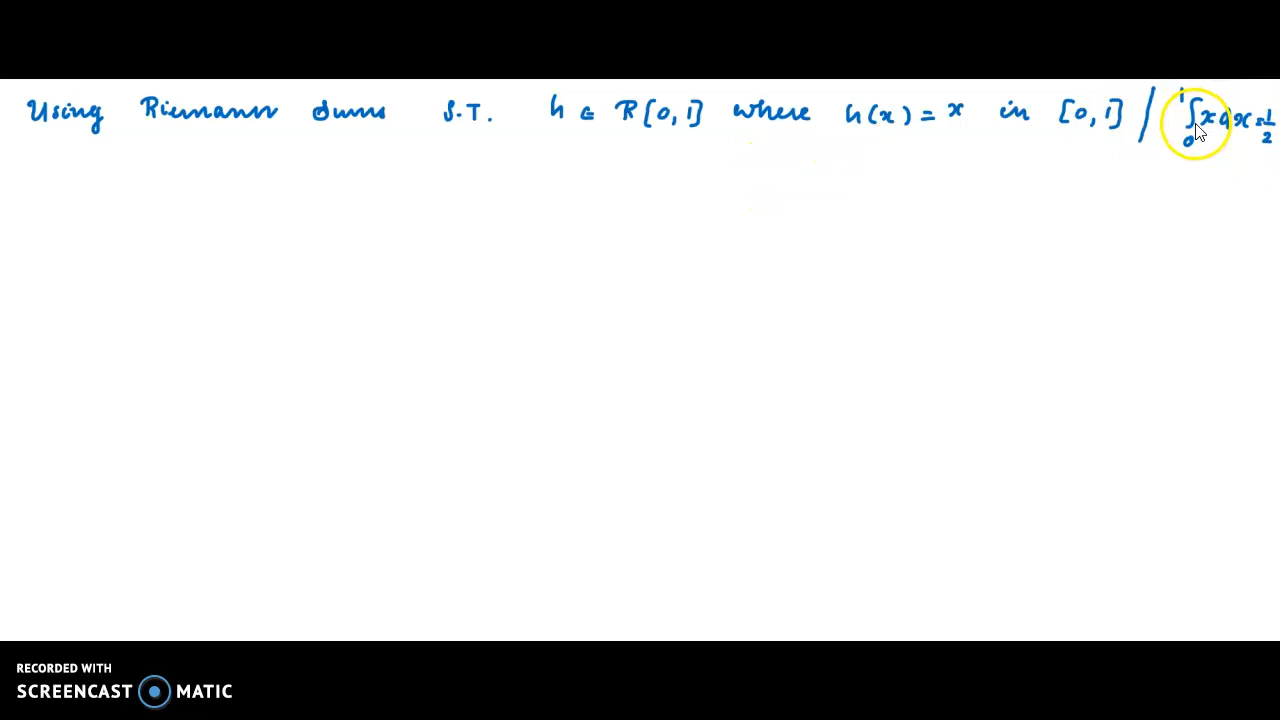 Using Riemann sums S.T. h ∈ R[0,1] where h(x) = x in [0,1] / ∫₀¹ x dx = 1/2
RECORDED WITH
SCREENCAST MATIC